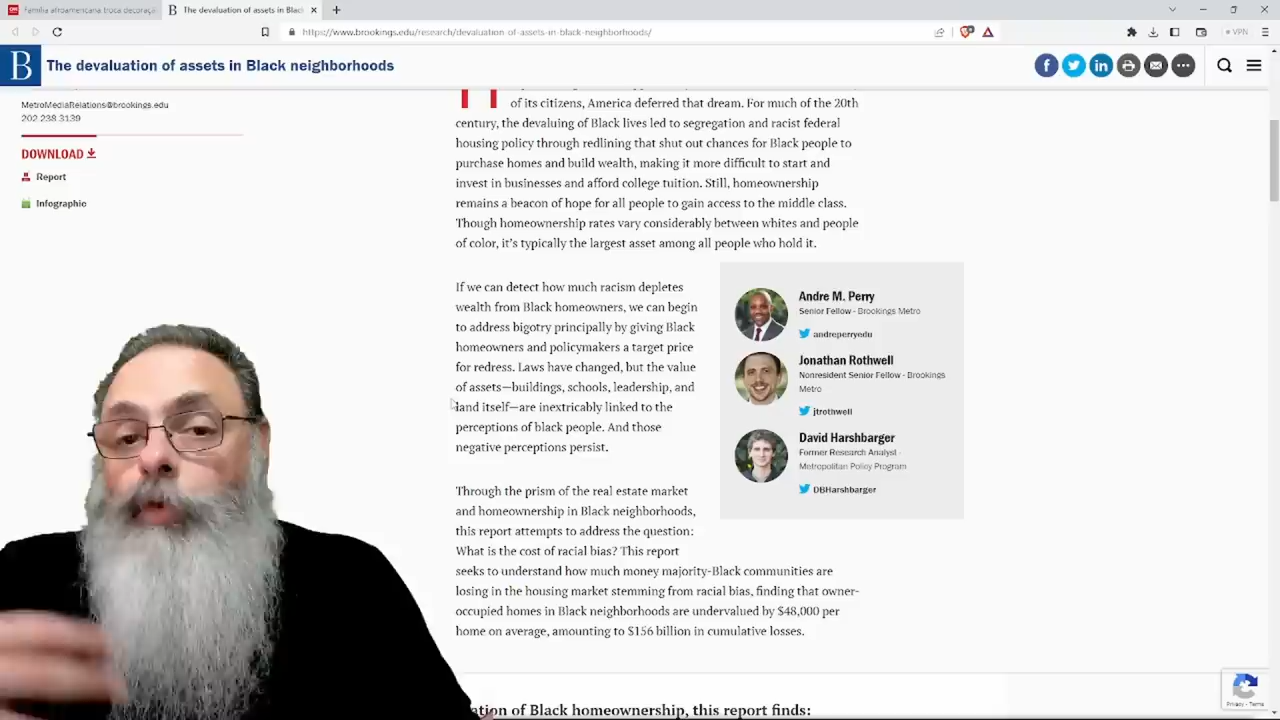 Família afroamericana troca decoraçã
B The devaluation of assets in Black
https://www.brookings.edu/research/devaluation-of-assets-in-black-neighborhoods/
VPN
B The devaluation of assets in Black neighborhoods
MetroMediaRelations@brookings.edu
202.238.3139
DOWNLOAD
Report
Infographic
of its citizens, America deferred that dream. For much of the 20th
century, the devaluing of Black lives led to segregation and racist federal
housing policy through redlining that shut out chances for Black people to
purchase homes and build wealth, making it more difficult to start and
invest in businesses and afford college tuition. Still, homeownership
remains a beacon of hope for all people to gain access to the middle class.
Though homeownership rates vary considerably between whites and people
of color, it's typically the largest asset among all people who hold it.
If we can detect how much racism depletes
wealth from Black homeowners, we can begin
to address bigotry principally by giving Black
homeowners and policymakers a target price
for redress. Laws have changed, but the value
of assets—buildings, schools, leadership, and
land itself—are inextricably linked to the
perceptions of black people. And those
negative perceptions persist.
Andre M. Perry
Senior Fellow - Brookings Metro
andreperryedu
Jonathan Rothwell
Nonresident Senior Fellow - Brookings
Metro
jtrothwell
David Harshbarger
Former Research Analyst -
Metropolitan Policy Program
DBHarshbarger
Through the prism of the real estate market
and homeownership in Black neighborhoods,
this report attempts to address the question:
What is the cost of racial bias? This report
seeks to understand how much money majority-Black communities are
losing in the housing market stemming from racial bias, finding that owner-
occupied homes in Black neighborhoods are undervalued by $48,000 per
home on average, amounting to $156 billion in cumulative losses.
ation of Black homeownership, this report finds:
Privacy - Terms